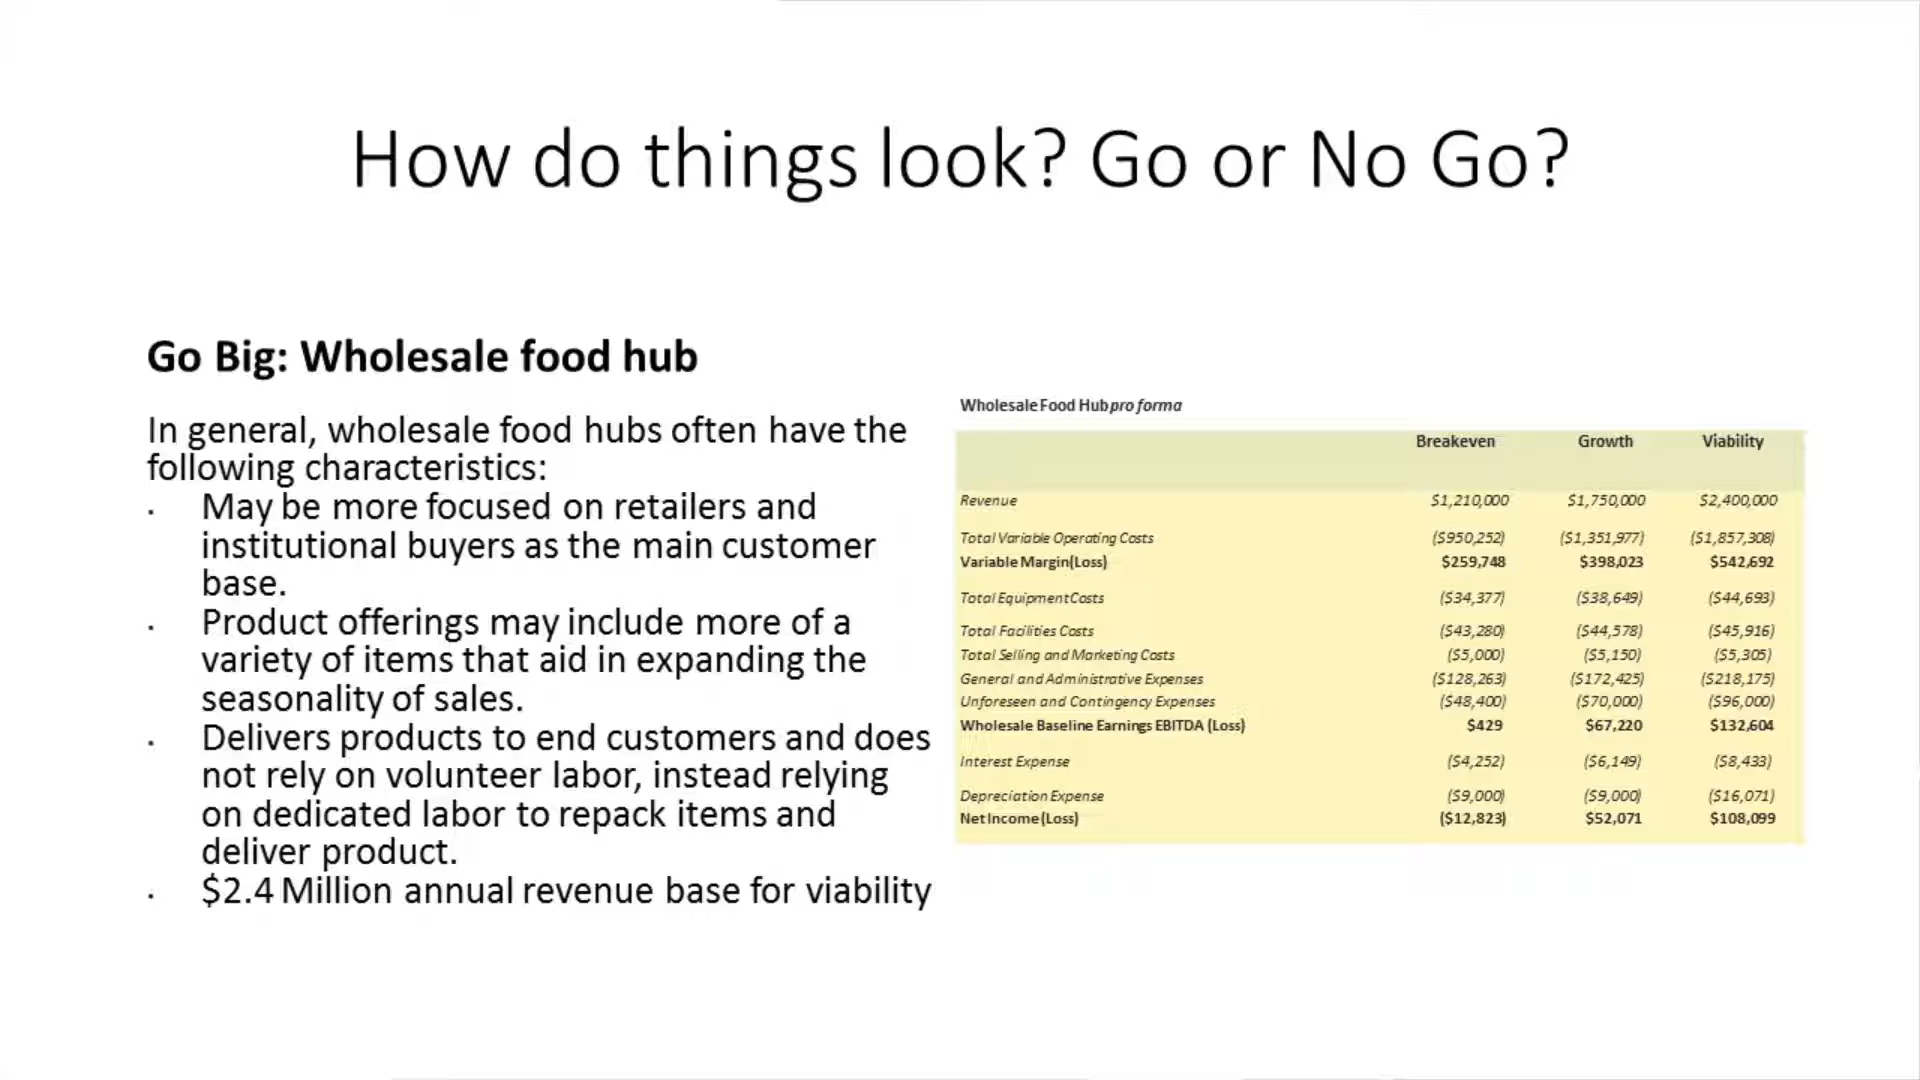 How do things look? Go or No Go?
Go Big: Wholesale food hub
In general, wholesale food hubs often have the
following characteristics:
· May be more focused on retailers and
institutional buyers as the main customer
base.
· Product offerings may include more of a
variety of items that aid in expanding the
seasonality of sales.
· Delivers products to end customers and does
not rely on volunteer labor, instead relying
on dedicated labor to repack items and
deliver product.
· $2.4 Million annual revenue base for viability
Wholesale Food Hub pro forma
Breakeven Growth Viability
Revenue $1,210,000 $1,750,000 $2,400,000
Total Variable Operating Costs ($950,252) ($1,351,977) ($1,857,308)
Variable Margin(Loss) $259,748 $398,023 $542,692
Total Equipment Costs ($34,377) ($38,649) ($44,693)
Total Facilities Costs ($43,280) ($44,578) ($45,916)
Total Selling and Marketing Costs ($5,000) ($5,150) ($5,305)
General and Administrative Expenses ($128,263) ($172,425) ($218,175)
Unforeseen and Contingency Expenses ($48,400) ($70,000) ($96,000)
Wholesale Baseline Earnings EBITDA (Loss) $429 $67,220 $132,604
Interest Expense ($4,252) ($6,149) ($8,433)
Depreciation Expense ($9,000) ($9,000) ($16,071)
Net Income (Loss) ($12,823) $52,071 $108,099